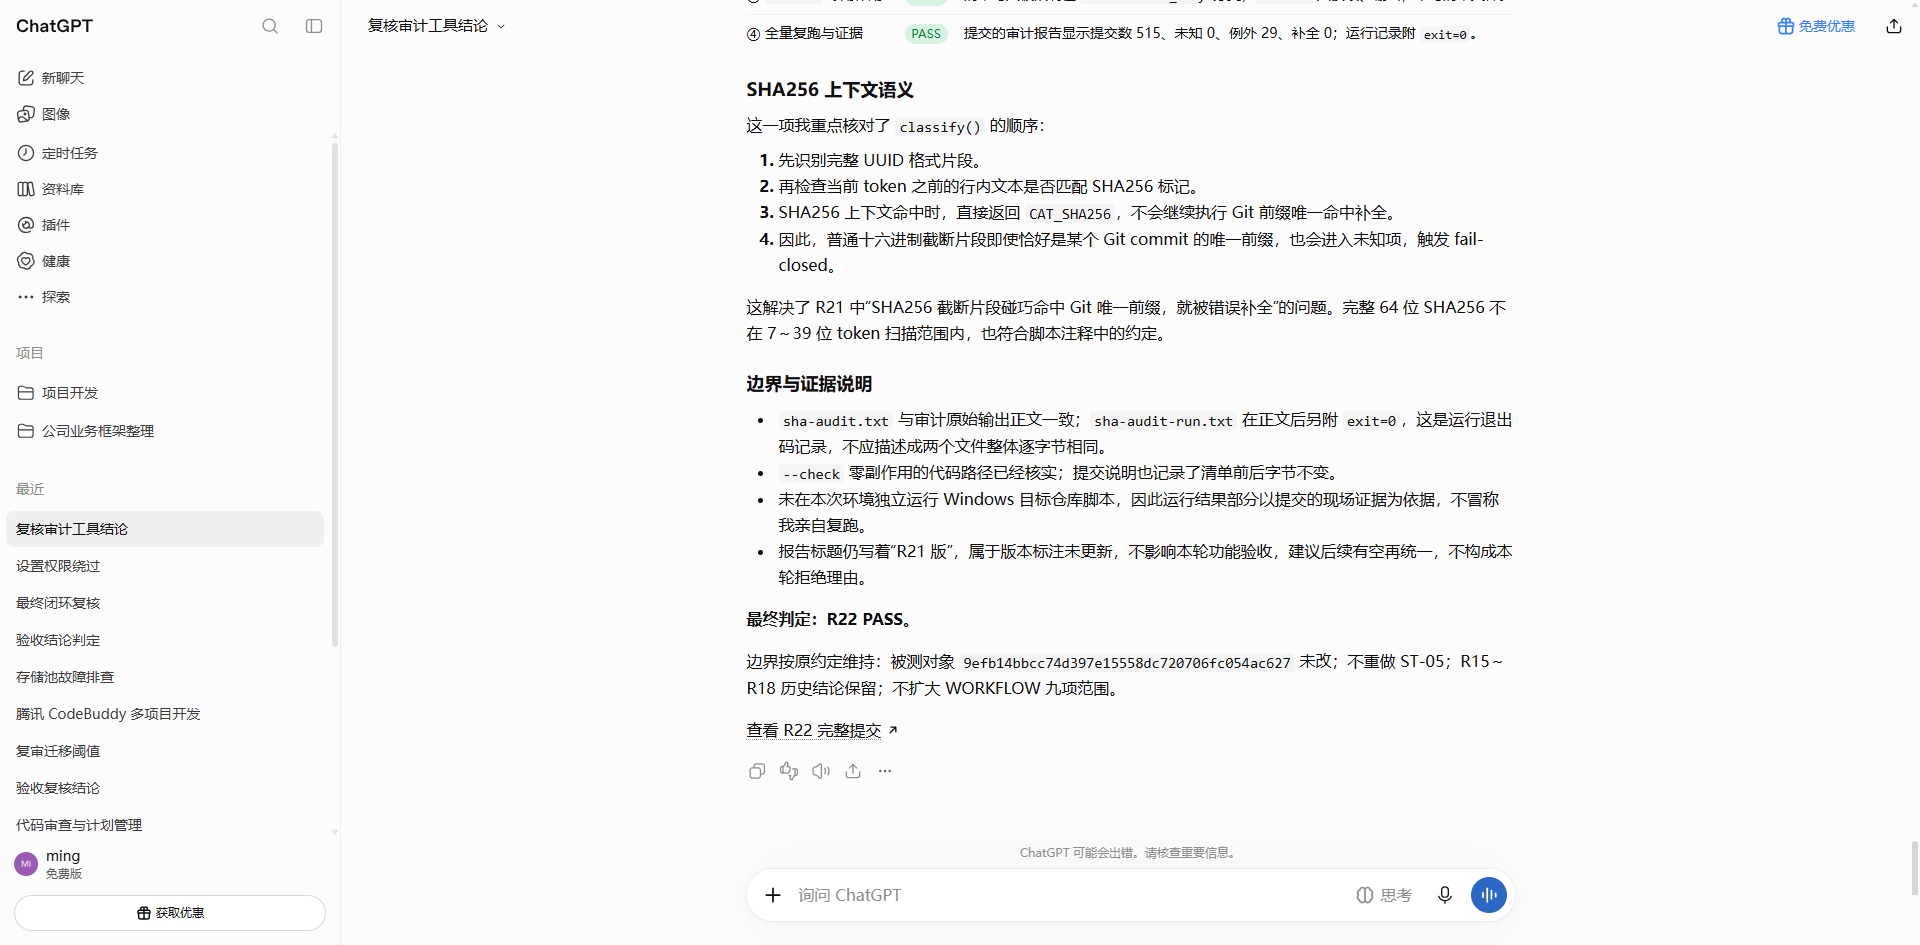 ChatGPT
新聊天
图像
定时任务
资料库
插件
健康
探索
项目
项目开发
公司业务框架整理
最近
复核审计工具结论
设置权限绕过
最终闭环复核
验收结论判定
存储池故障排查
腾讯 CodeBuddy 多项目开发
复审迁移阈值
验收复核结论
代码审查与计划管理
MI
ming
免费版
获取优惠
复核审计工具结论
免费优惠
④ 全量复跑与证据 PASS 提交的审计报告显示提交数 515、未知 0、例外 29、补全 0；运行记录附 exit=0。
SHA256 上下文语义
这一项我重点核对了 classify() 的顺序：
1. 先识别完整 UUID 格式片段。
2. 再检查当前 token 之前的行内文本是否匹配 SHA256 标记。
3. SHA256 上下文命中时，直接返回 CAT_SHA256，不会继续执行 Git 前缀唯一命中补全。
4. 因此，普通十六进制截断片段即使恰好是某个 Git commit 的唯一前缀，也会进入未知项，触发 fail-
closed。
这解决了 R21 中“SHA256 截断片段碰巧命中 Git 唯一前缀，就被错误补全”的问题。完整 64 位 SHA256 不
在 7～39 位 token 扫描范围内，也符合脚本注释中的约定。
边界与证据说明
• sha-audit.txt 与审计原始输出正文一致；sha-audit-run.txt 在正文后另附 exit=0，这是运行退出
码记录，不应描述成两个文件整体逐字节相同。
• --check 零副作用的代码路径已经核实；提交说明也记录了清单前后字节不变。
• 未在本次环境独立运行 Windows 目标仓库脚本，因此运行结果部分以提交的现场证据为依据，不冒称
我亲自复跑。
• 报告标题仍写着“R21 版”，属于版本标注未更新，不影响本轮功能验收，建议后续有空再统一，不构成本
轮拒绝理由。
最终判定：R22 PASS。
边界按原约定维持：被测对象 9efb14bbcc74d397e15558dc720706fc054ac627 未改；不重做 ST-05；R15～
R18 历史结论保留；不扩大 WORKFLOW 九项范围。
查看 R22 完整提交
ChatGPT 可能会出错。请核查重要信息。
询问 ChatGPT
思考